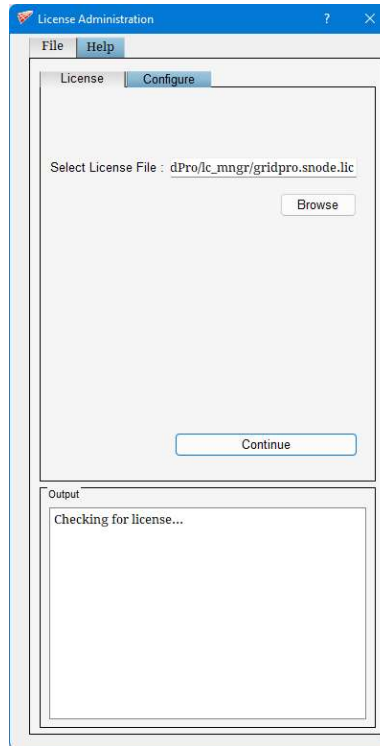 License Administration ? ×
File Help
License Configure
Select License File : dPro/lc_mngr/gridpro.snode.lic
Browse
Continue
Output
Checking for license...